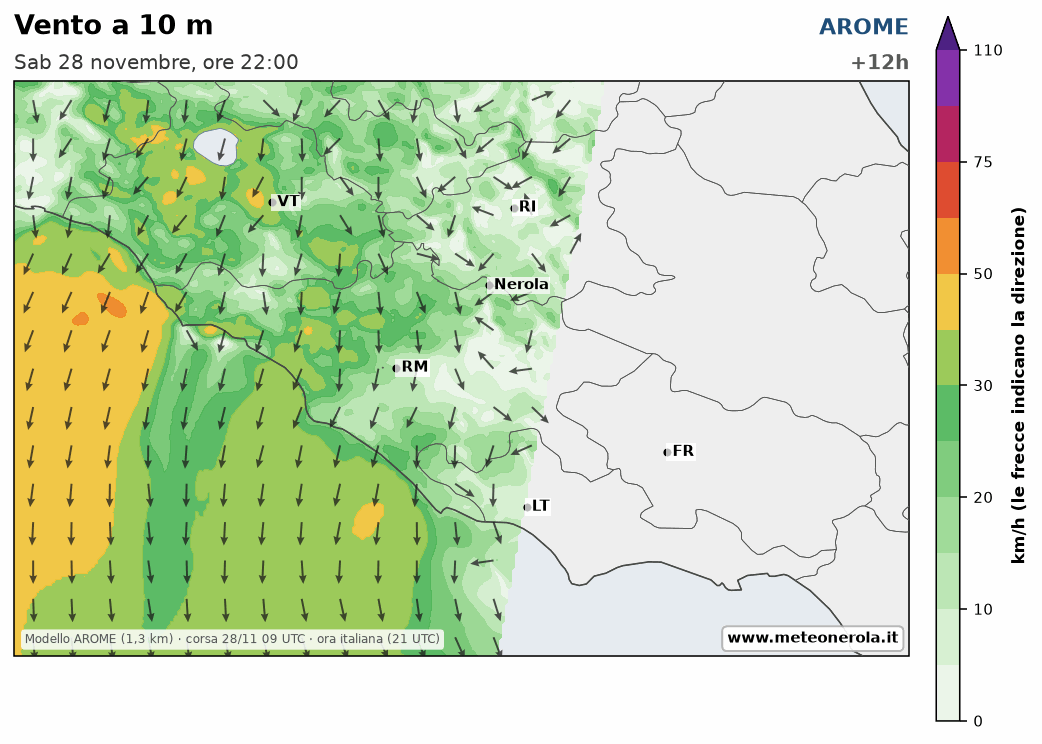 Vento a 10 m
AROME
Sab 28 novembre, ore 22:00
+12h
VT
RI
Nerola
RM
FR
LT
Modello AROME (1,3 km) · corsa 28/11 09 UTC · ora italiana (21 UTC)
www.meteonerola.it
110
75
50
30
20
10
0
km/h (le frecce indicano la direzione)